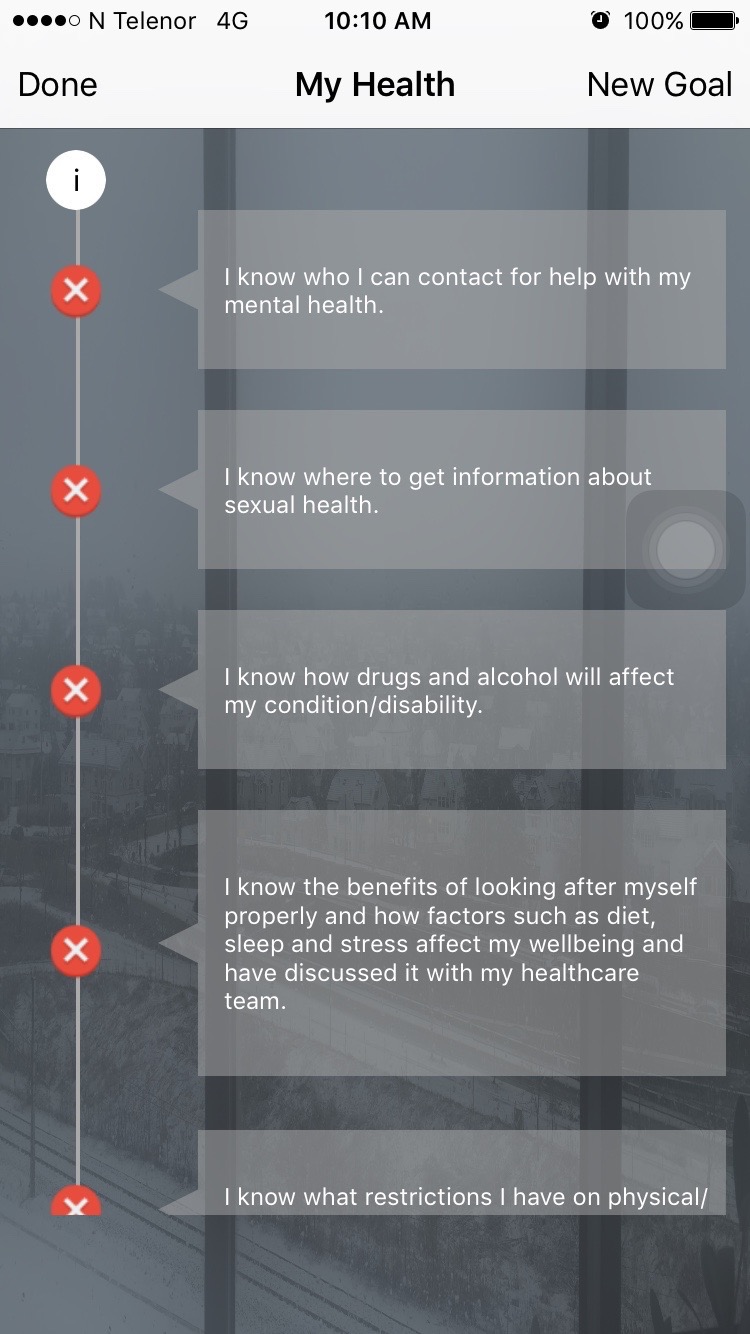 N Telenor 4G 10:10 AM 100%
Done My Health New Goal
i
I know who I can contact for help with my
mental health.
I know where to get information about
sexual health.
I know how drugs and alcohol will affect
my condition/disability.
I know the benefits of looking after myself
properly and how factors such as diet,
sleep and stress affect my wellbeing and
have discussed it with my healthcare
team.
I know what restrictions I have on physical/